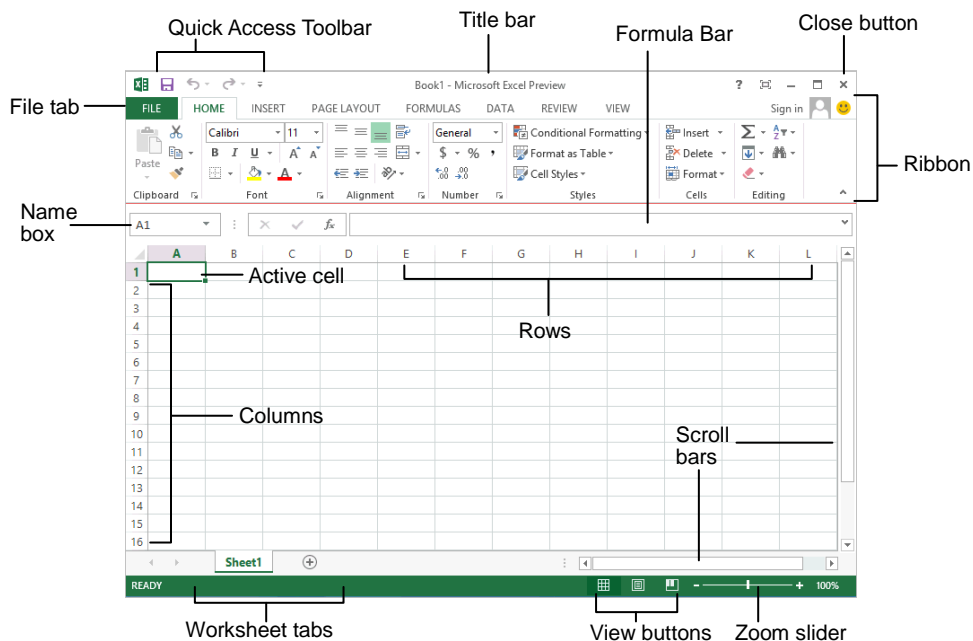 Quick Access Toolbar
Title bar
Formula Bar
Close button
Book1 - Microsoft Excel Preview
?
File tab
FILE HOME INSERT PAGE LAYOUT FORMULAS DATA REVIEW VIEW Sign in
Calibri 11 General Conditional Formatting Insert
Paste B I U A A $ % , Format as Table Delete
A Cell Styles Format
Clipboard Font Alignment Number Styles Cells Editing
Ribbon
Name
box
A1 fx
A B C D E F G H I J K L
1
Active cell
2
3
4
Rows
5
6
7
8
9
Columns
10
Scroll
bars
11
12
13
14
15
16
Sheet1
READY 100%
Worksheet tabs
View buttons
Zoom slider